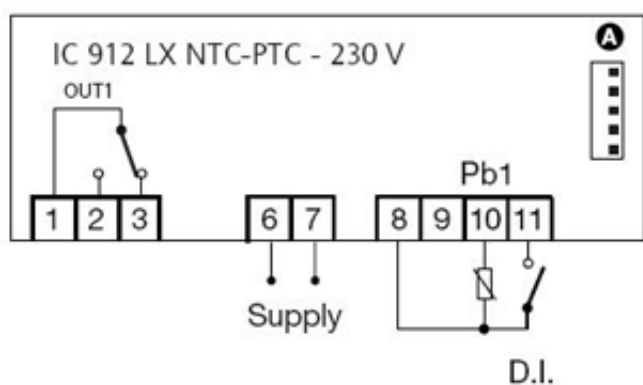 IC 912 LX NTC-PTC - 230 V
A
OUT1
Pb1
1 2 3 6 7 8 9 10 11
Supply
D.I.